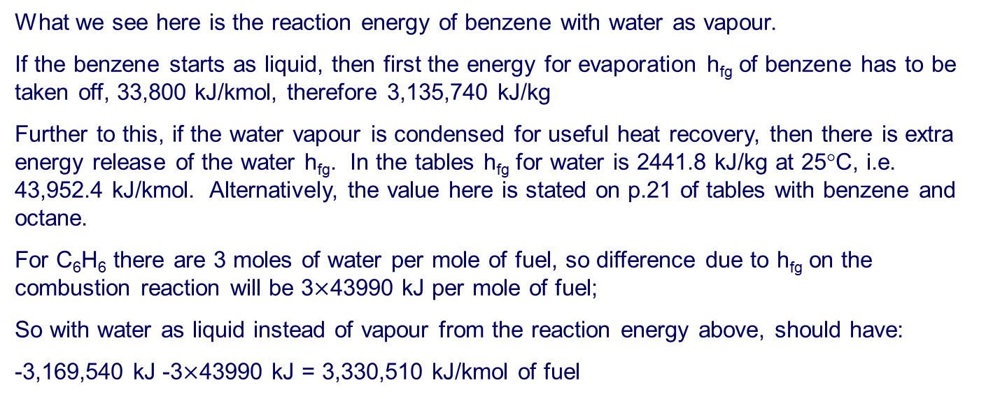 What we see here is the reaction energy of benzene with water as vapour.
If the benzene starts as liquid, then first the energy for evaporation hfg of benzene has to be
taken off, 33,800 kJ/kmol, therefore 3,135,740 kJ/kg
Further to this, if the water vapour is condensed for useful heat recovery, then there is extra
energy release of the water hfg. In the tables hfg for water is 2441.8 kJ/kg at 25°C, i.e.
43,952.4 kJ/kmol. Alternatively, the value here is stated on p.21 of tables with benzene and
octane.
For C₆H₆ there are 3 moles of water per mole of fuel, so difference due to hfg on the
combustion reaction will be 3×43990 kJ per mole of fuel;
So with water as liquid instead of vapour from the reaction energy above, should have:
-3,169,540 kJ -3×43990 kJ = 3,330,510 kJ/kmol of fuel